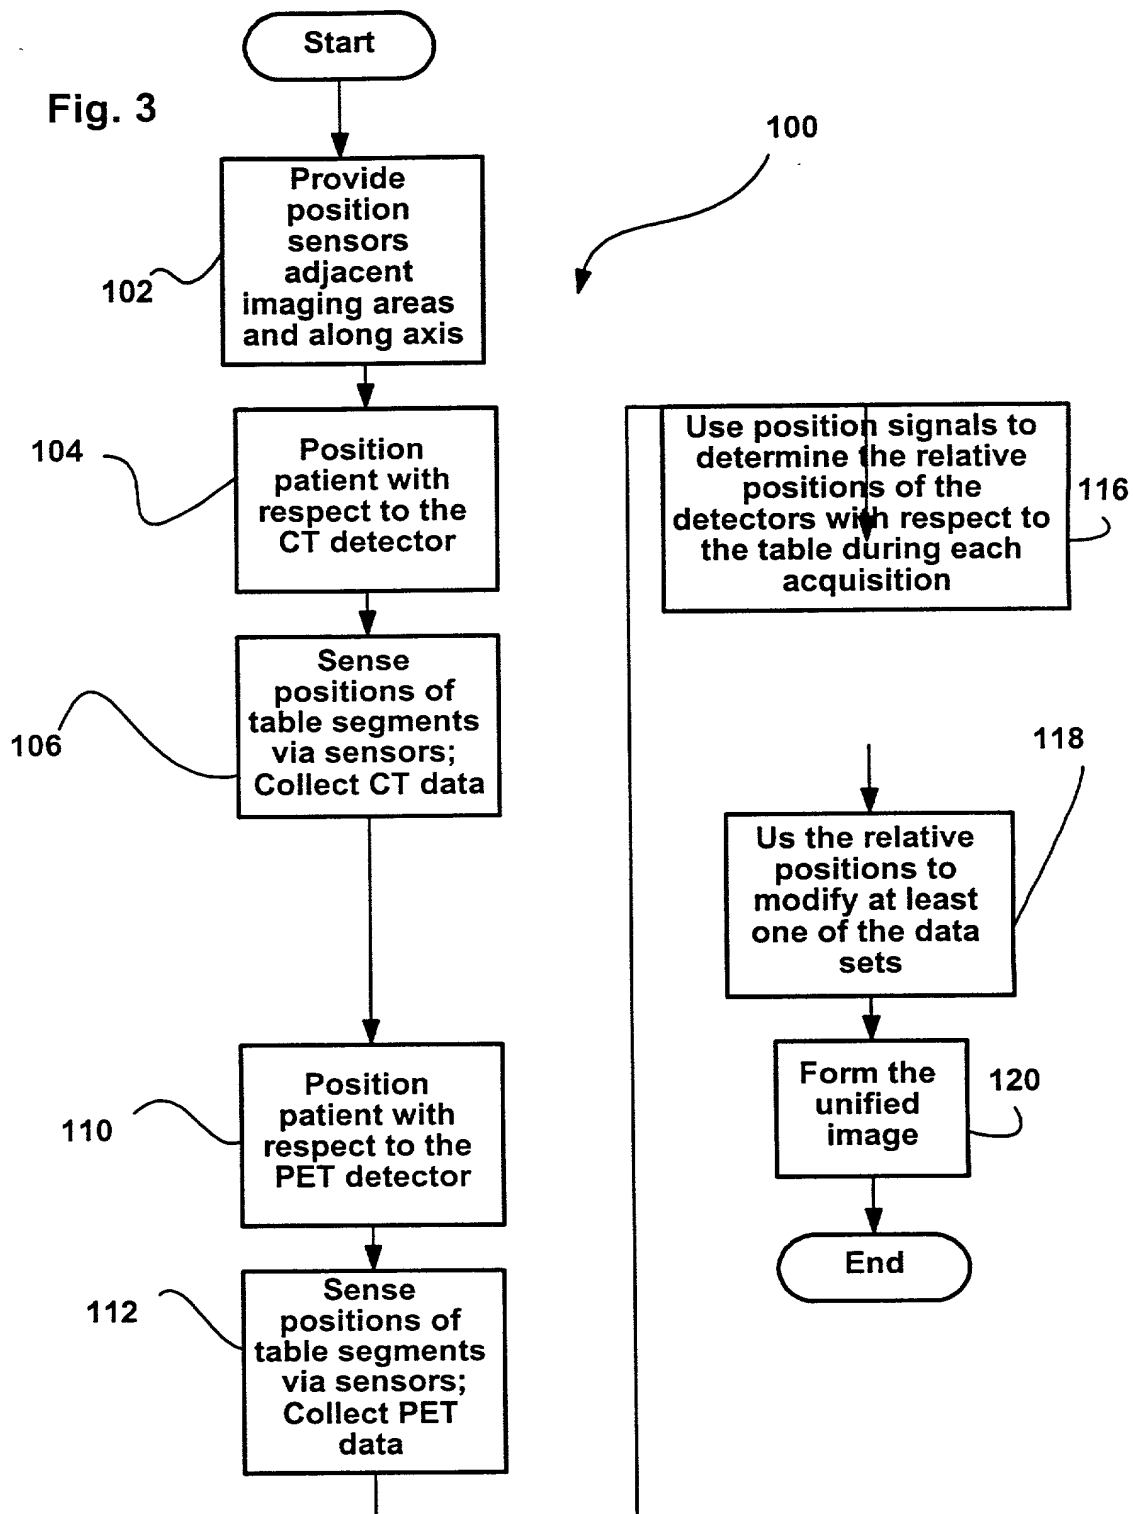 Start
Fig. 3
100
Provide
position
sensors
adjacent
imaging areas
and along axis
102
Position
patient with
respect to the
CT detector
104
Sense
positions of
table segments
via sensors;
Collect CT data
106
Position
patient with
respect to the
PET detector
110
Sense
positions of
table segments
via sensors;
Collect PET
data
112
Use position signals to
determine the relative
positions of the
detectors with respect to
the table during each
acquisition
116
118
Us the relative
positions to
modify at least
one of the data
sets
Form the
unified
image
120
End